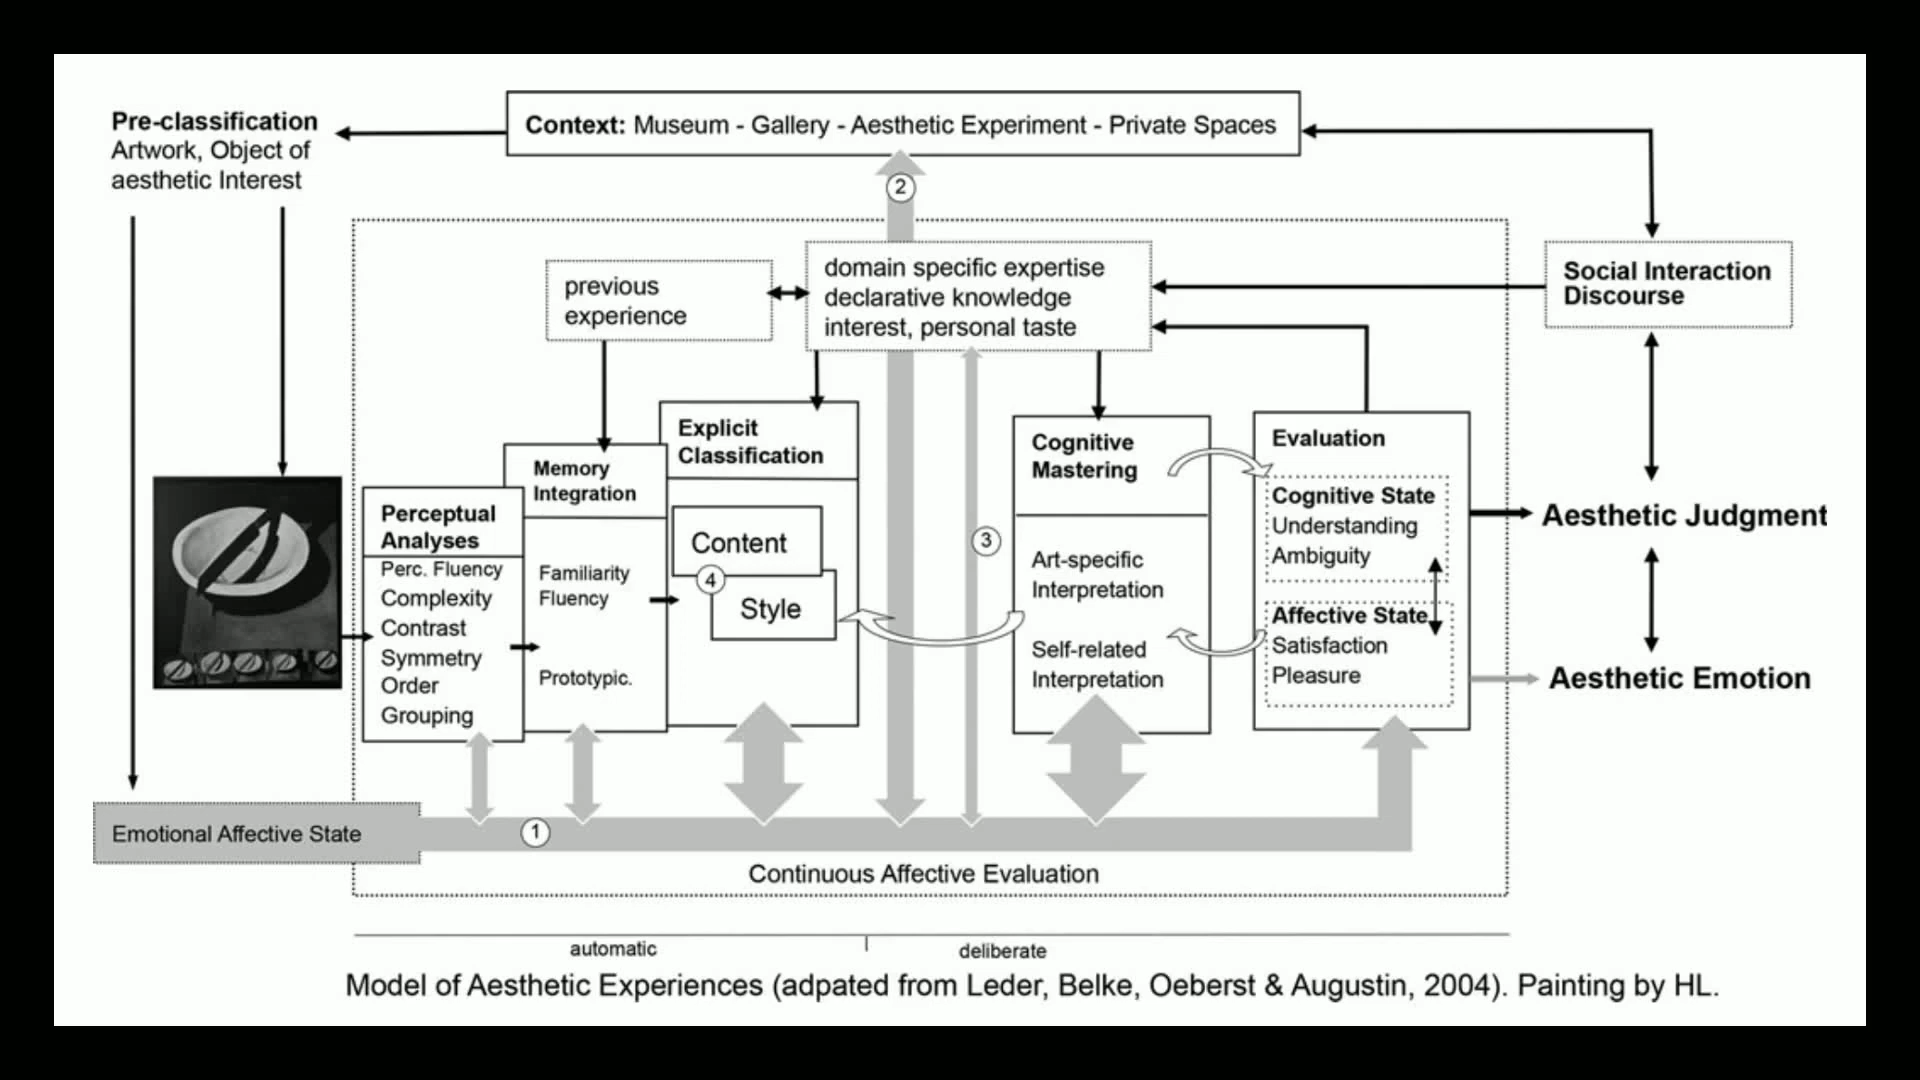 Pre-classification
Artwork, Object of
aesthetic Interest
Context: Museum - Gallery - Aesthetic Experiment - Private Spaces
2
previous
experience
domain specific expertise
declarative knowledge
interest, personal taste
Social Interaction
Discourse
Perceptual
Analyses
Perc. Fluency
Complexity
Contrast
Symmetry
Order
Grouping
Memory
Integration
Familiarity
Fluency
Prototypic.
Explicit
Classification
Content
4
Style
3
Cognitive
Mastering
Art-specific
Interpretation
Self-related
Interpretation
Evaluation
Cognitive State
Understanding
Ambiguity
Affective State
Satisfaction
Pleasure
Aesthetic Judgment
Aesthetic Emotion
Emotional Affective State
1
Continuous Affective Evaluation
automatic
deliberate
Model of Aesthetic Experiences (adpated from Leder, Belke, Oeberst & Augustin, 2004). Painting by HL.